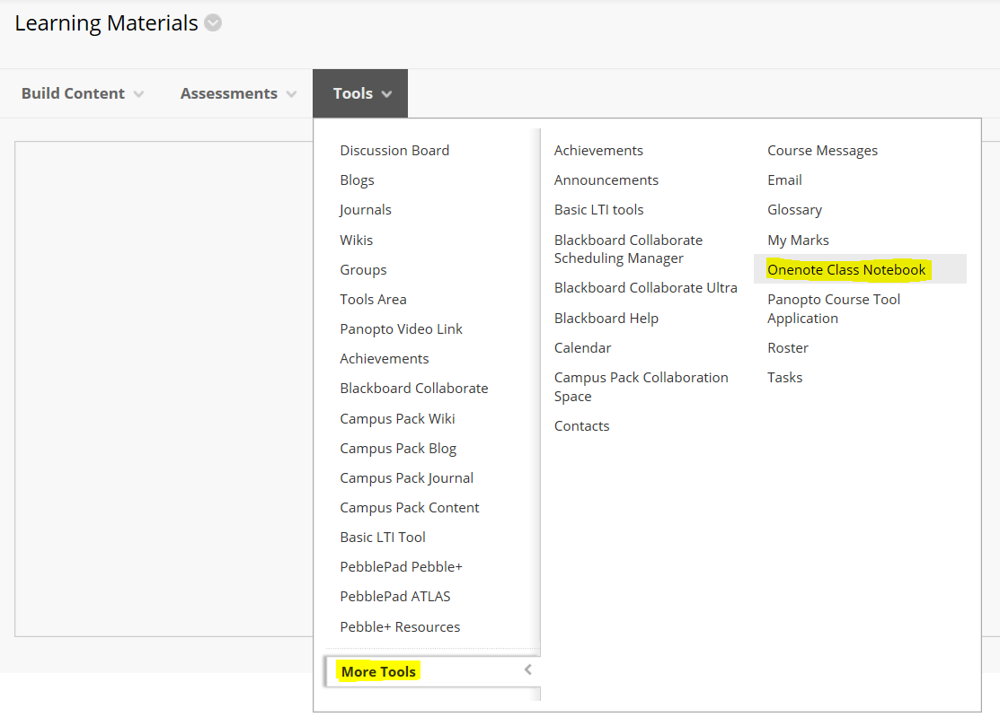 Learning Materials
Build Content
Assessments
Tools
Discussion Board
Blogs
Journals
Wikis
Groups
Tools Area
Panopto Video Link
Achievements
Blackboard Collaborate
Campus Pack Wiki
Campus Pack Blog
Campus Pack Journal
Campus Pack Content
Basic LTI Tool
PebblePad Pebble+
PebblePad ATLAS
Pebble+ Resources
More Tools
Achievements
Announcements
Basic LTI tools
Blackboard Collaborate
Scheduling Manager
Blackboard Collaborate Ultra
Blackboard Help
Calendar
Campus Pack Collaboration
Space
Contacts
Course Messages
Email
Glossary
My Marks
Onenote Class Notebook
Panopto Course Tool
Application
Roster
Tasks